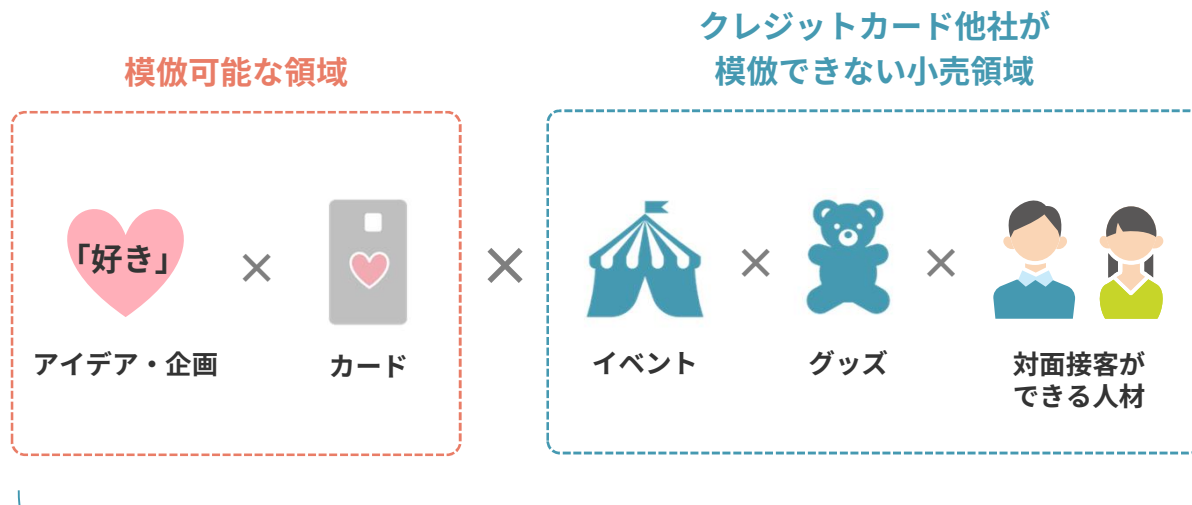 クレジットカード他社が
模倣できない小売領域
模倣可能な領域
「好き」
×
×
×
×
アイデア・企画
カード
イベント
グッズ
対面接客が
できる人材